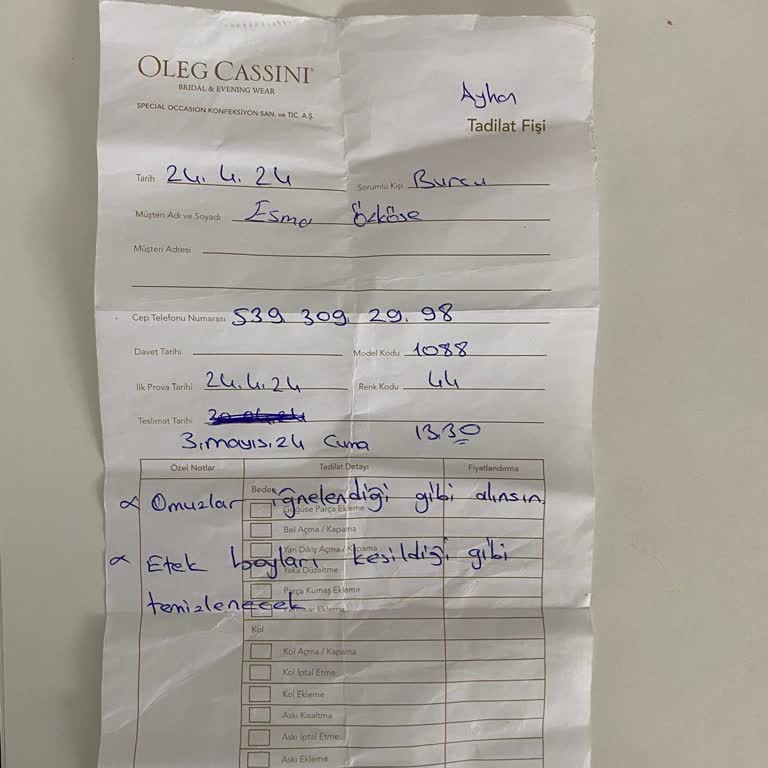 OLEG CASSINI®
BRIDAL & EVENING WEAR
SPECIAL OCCASION KONFEKSİYON SAN. ve TİC. A.Ş.
Ayhan
Tadilat Fişi
Tarih 24.4.24 Sorumlu Kişi Burcu
Müşteri Adı ve Soyadı Esma Özköse
Müşteri Adresi
Cep Telefonu Numarası 539 309. 29. 98
Davet Tarihi Model Kodu 1088
İlk Prova Tarihi 24.4.24 Renk Kodu 44
Teslimat Tarihi
3.mayıs.24 Cuma 13.30
Özel Notlar Tadilat Detayı Fiyatlandırma
Beden
Omuzlar iğnelendiği gibi alınsın.
Göğüse Parça Ekleme
Bel Açma / Kapama
Yan Dikiş Açma / Kapama
Etek boyları kesildiği gibi
Yaka Düzeltme
Parça Kumaş Ekleme
temizlenecek
Ekleme
Kol
Kol Açma / Kapama
Kol İptal Etme
Kol Ekleme
Askı Kısaltma
Askı İptal Etme
Askı Ekleme